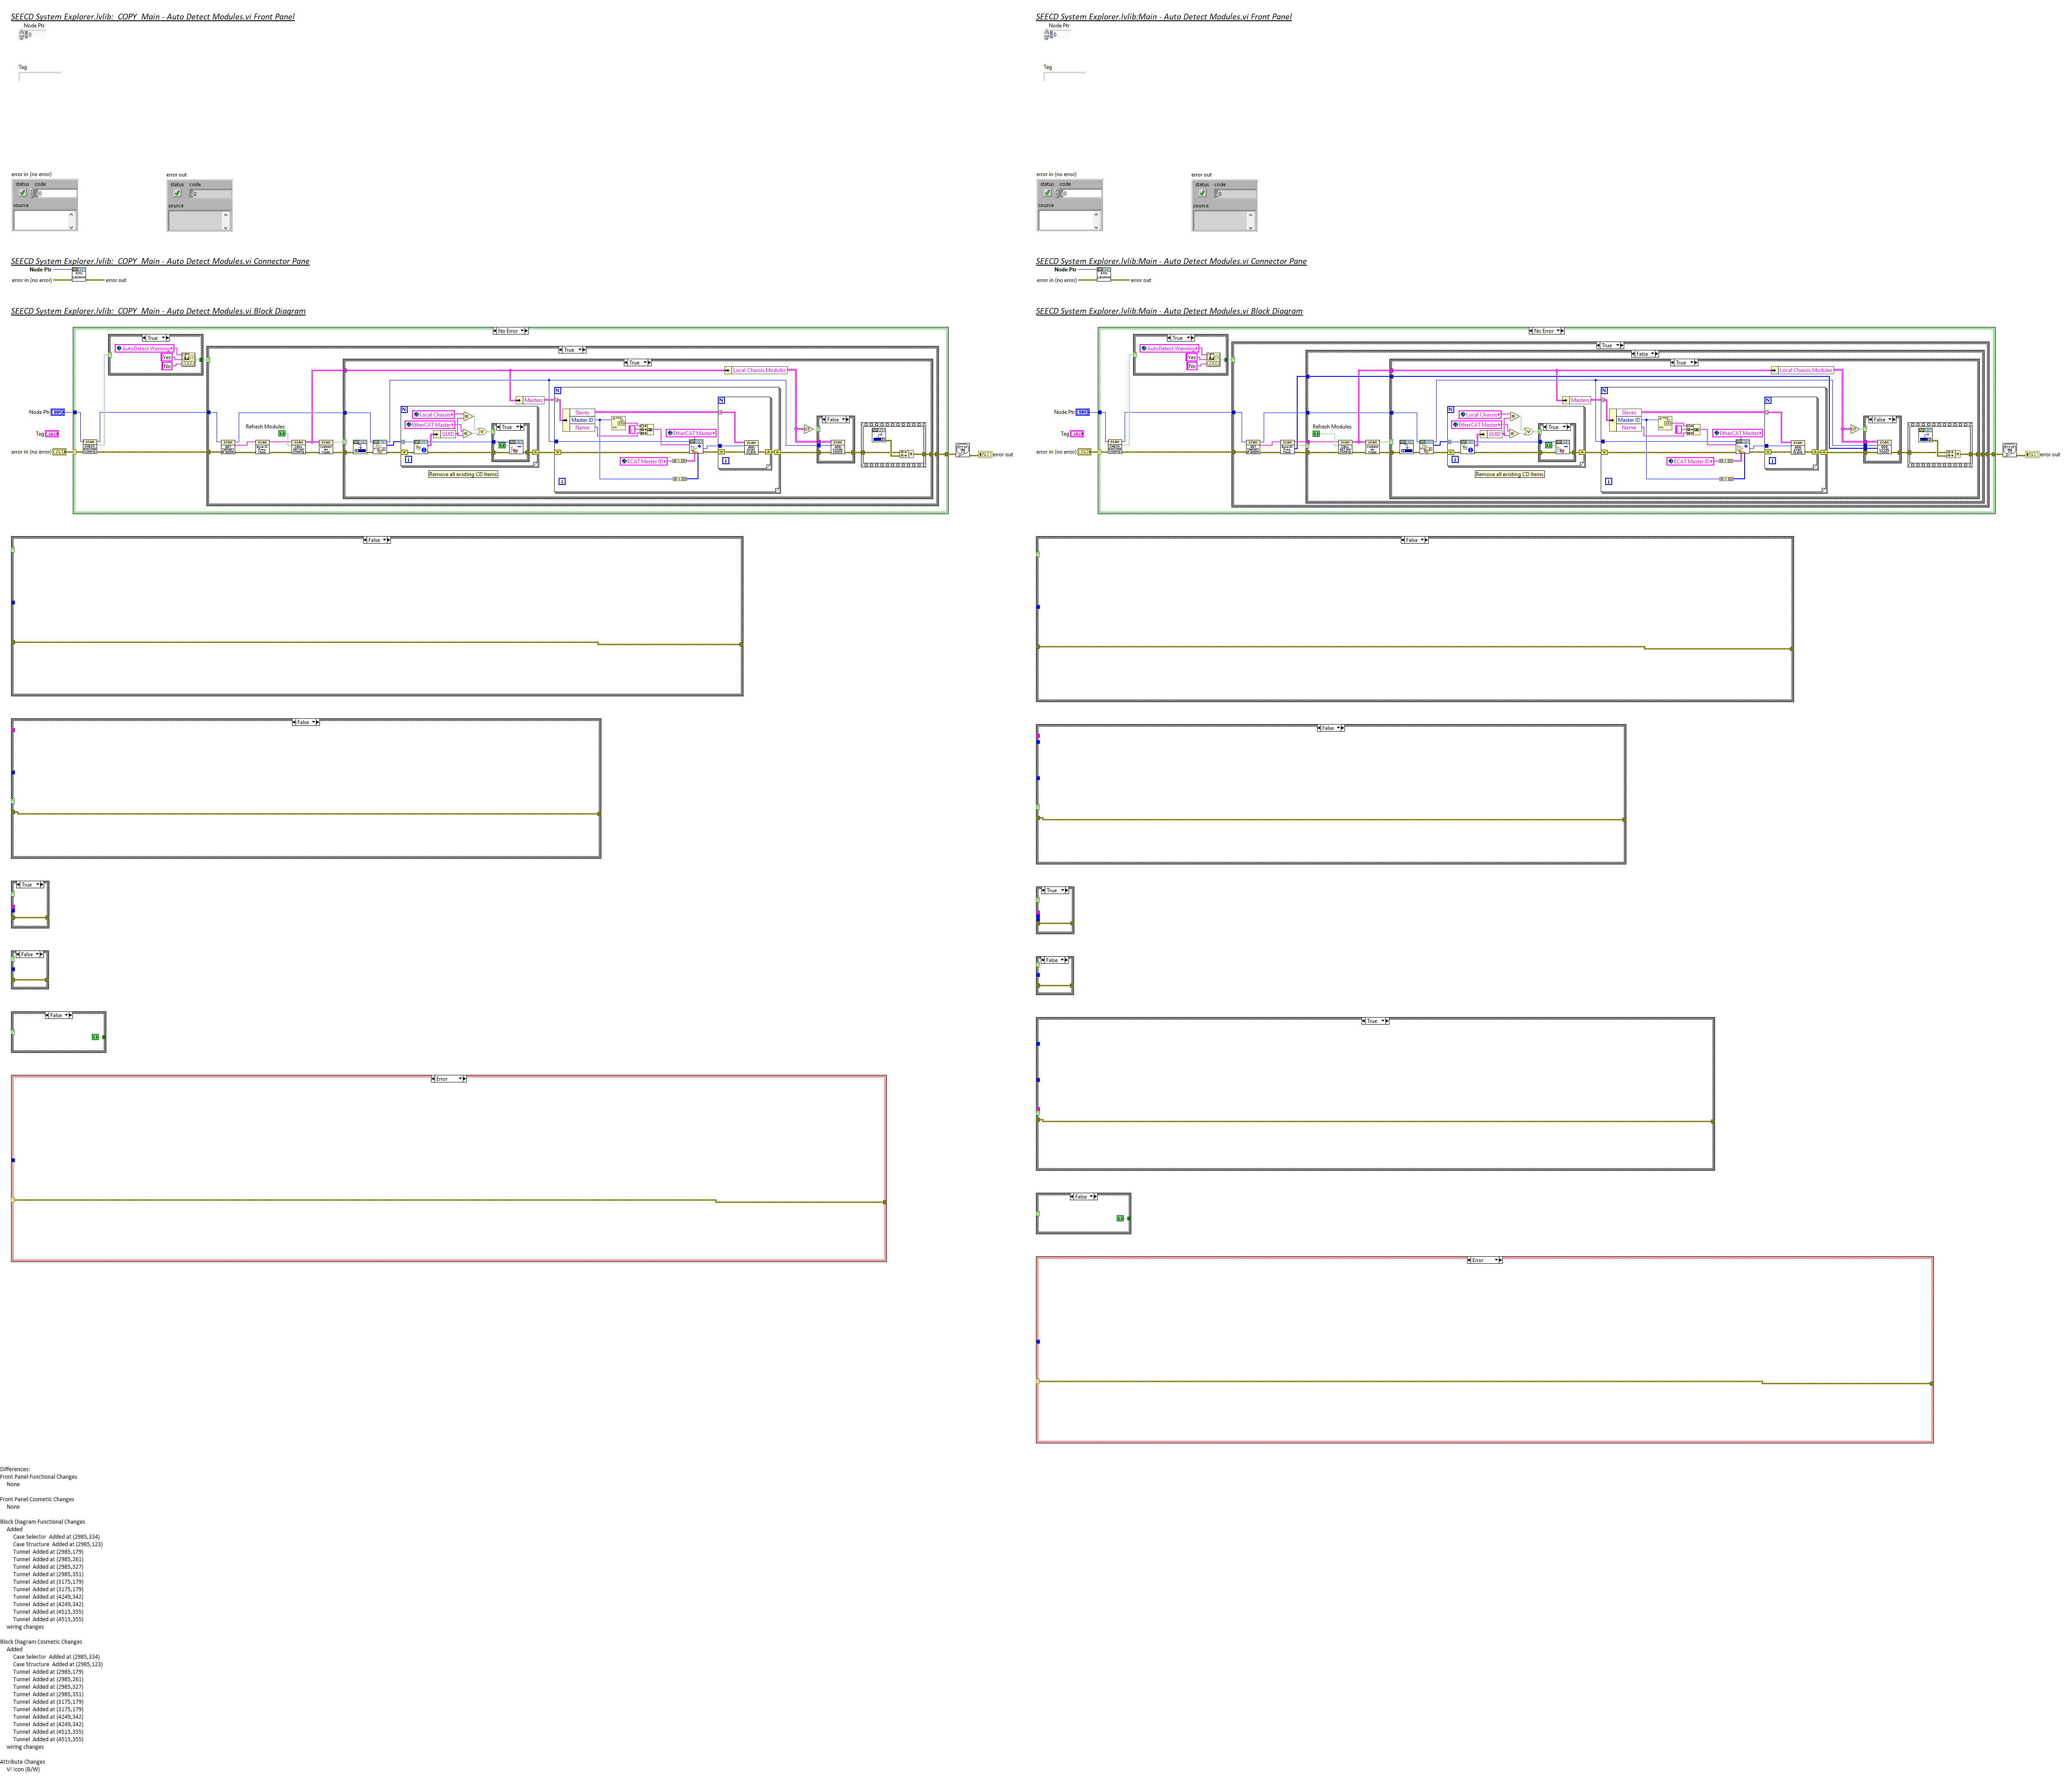 SEECD System Explorer.lvlib:_COPY_Main - Auto Detect Modules.vi Front Panel
Node Ptr
0
Tag
error in (no error)
status code
0
source
error out
status code
0
source
SEECD System Explorer.lvlib:_COPY_Main - Auto Detect Modules.vi Connector Pane
Node Ptr
error in (no error)
error out
SEECD System Explorer.lvlib:_COPY_Main - Auto Detect Modules.vi Block Diagram
No Error
True
AutoDetect Warning
Yes
No
True
True
Local Chassis.Modules
Masters
Node Ptr
Tag
error in (no error)
Refresh Modules
Local Chassis
EtherCAT Master
GUID
True
Remove all existing CD Items
Slaves
Master ID
Name
EtherCAT Master
ECAT Master ID
False
error out
False
False
True
False
False
Error
SEECD System Explorer.lvlib:Main - Auto Detect Modules.vi Front Panel
Node Ptr
0
Tag
error in (no error)
status code
0
source
error out
status code
0
source
SEECD System Explorer.lvlib:Main - Auto Detect Modules.vi Connector Pane
Node Ptr
error in (no error)
error out
SEECD System Explorer.lvlib:Main - Auto Detect Modules.vi Block Diagram
No Error
True
AutoDetect Warning
Yes
No
True
False
True
Local Chassis.Modules
Masters
Node Ptr
Tag
error in (no error)
Refresh Modules
Local Chassis
EtherCAT Master
GUID
True
Remove all existing CD Items
Slaves
Master ID
Name
EtherCAT Master
ECAT Master ID
False
error out
False
False
True
False
True
False
Error
Differences:
Front Panel Functional Changes
None
Front Panel Cosmetic Changes
None
Block Diagram Functional Changes
Added
Case Selector Added at (2985,334)
Case Structure Added at (2985,123)
Tunnel Added at (2985,179)
Tunnel Added at (2985,261)
Tunnel Added at (2985,327)
Tunnel Added at (2985,351)
Tunnel Added at (3175,179)
Tunnel Added at (3175,179)
Tunnel Added at (4249,342)
Tunnel Added at (4249,342)
Tunnel Added at (4515,355)
Tunnel Added at (4515,355)
wiring changes
Block Diagram Cosmetic Changes
Added
Case Selector Added at (2985,334)
Case Structure Added at (2985,123)
Tunnel Added at (2985,179)
Tunnel Added at (2985,261)
Tunnel Added at (2985,327)
Tunnel Added at (2985,351)
Tunnel Added at (3175,179)
Tunnel Added at (3175,179)
Tunnel Added at (4249,342)
Tunnel Added at (4249,342)
Tunnel Added at (4515,355)
Tunnel Added at (4515,355)
wiring changes
Attribute Changes
VI Icon (B/W)